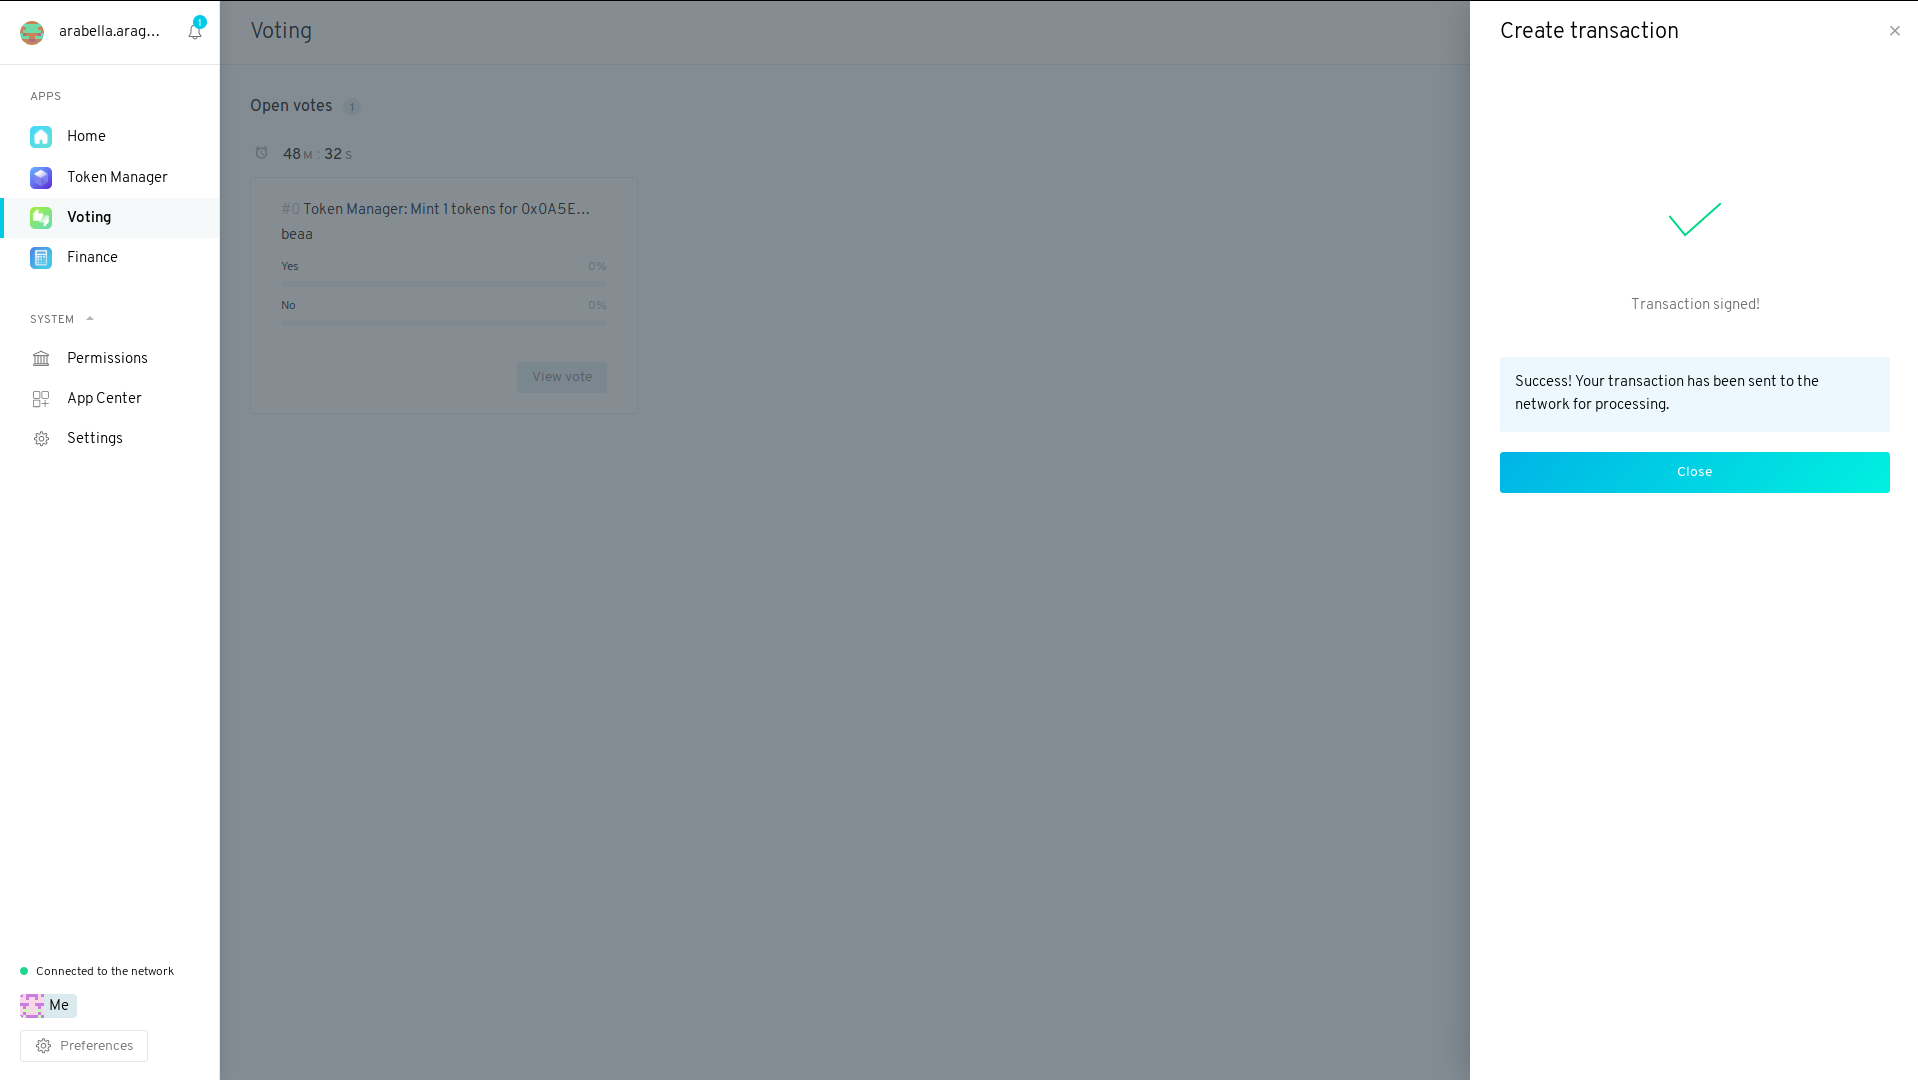 arabella.arag...
1
APPS
Home
Token Manager
Voting
Finance
SYSTEM
Permissions
App Center
Settings
Connected to the network
Me
Preferences
Voting
Open votes 1
48 M : 32 S
#0 Token Manager: Mint 1 tokens for 0x0A5E...
beaa
Yes 0%
No 0%
View vote
Create transaction
Transaction signed!
Success! Your transaction has been sent to the
network for processing.
Close